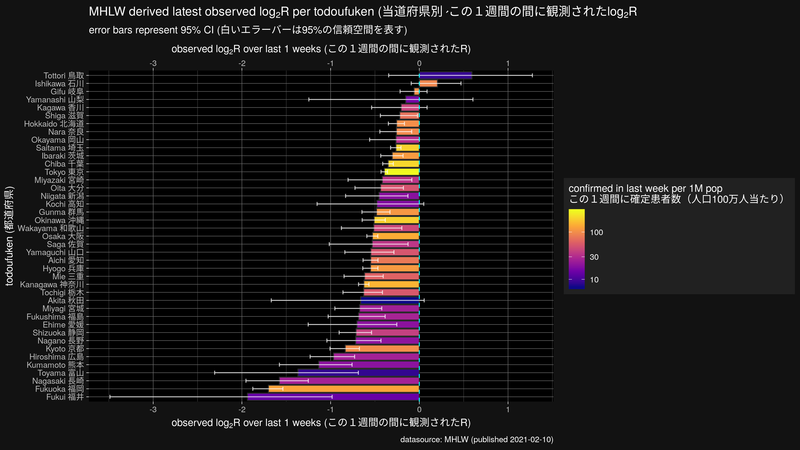 MHLW derived latest observed log₂R per todoufuken (当道府県別 ･この１週間の間に観測されたlog₂R
error bars represent 95% CI (白いエラーバーは95%の信頼空間を表す)
observed log₂R over last 1 weeks (この１週間の間に観測されたR)
-3 -2 -1 0 1
todoufuken (都道府県)
Tottori 鳥取
Ishikawa 石川
Gifu 岐阜
Yamanashi 山梨
Kagawa 香川
Shiga 滋賀
Hokkaido 北海道
Nara 奈良
Okayama 岡山
Saitama 埼玉
Ibaraki 茨城
Chiba 千葉
Tokyo 東京
Miyazaki 宮崎
Oita 大分
Niigata 新潟
Kochi 高知
Gunma 群馬
Okinawa 沖縄
Wakayama 和歌山
Osaka 大阪
Saga 佐賀
Yamaguchi 山口
Aichi 愛知
Hyogo 兵庫
Mie 三重
Kanagawa 神奈川
Tochigi 栃木
Akita 秋田
Miyagi 宮城
Fukushima 福島
Ehime 愛媛
Shizuoka 静岡
Nagano 長野
Kyoto 京都
Hiroshima 広島
Kumamoto 熊本
Toyama 富山
Nagasaki 長崎
Fukuoka 福岡
Fukui 福井
-3 -2 -1 0 1
observed log₂R over last 1 weeks (この１週間の間に観測されたR)
confirmed in last week per 1M pop
この１週間に確定患者数（人口100万人当たり）
100
30
10
datasource: MHLW (published 2021-02-10)